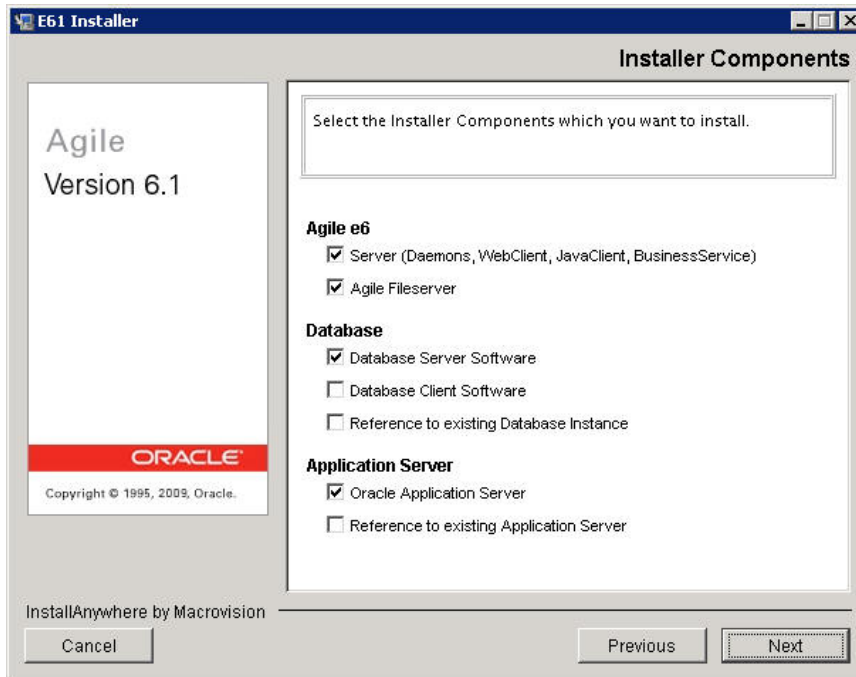 E61 Installer
Installer Components
Agile
Version 6.1
ORACLE
Copyright © 1995, 2009, Oracle.
Select the Installer Components which you want to install.
Agile e6
Server (Daemons, WebClient, JavaClient, BusinessService)
Agile Fileserver
Database
Database Server Software
Database Client Software
Reference to existing Database Instance
Application Server
Oracle Application Server
Reference to existing Application Server
InstallAnywhere by Macrovision
Cancel
Previous
Next